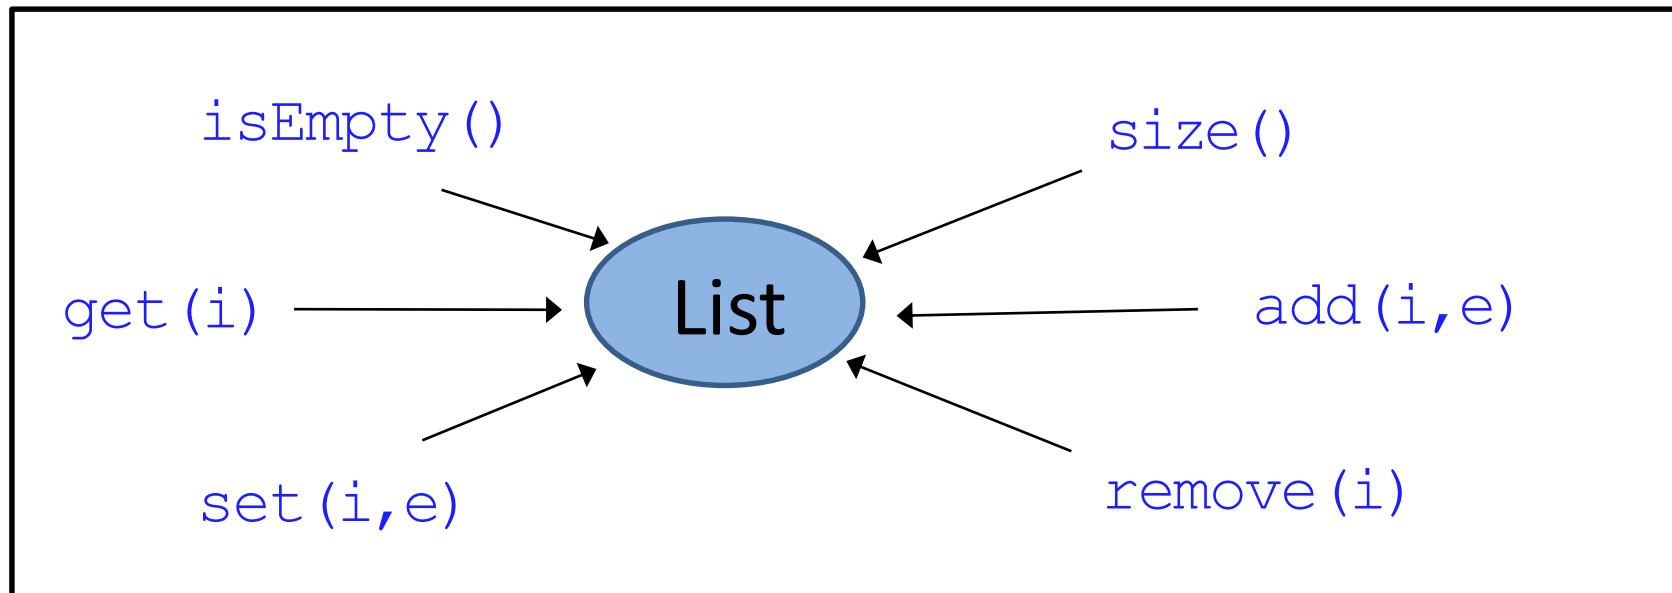 isEmpty()
size()
get(i)
List
add(i,e)
set(i,e)
remove(i)